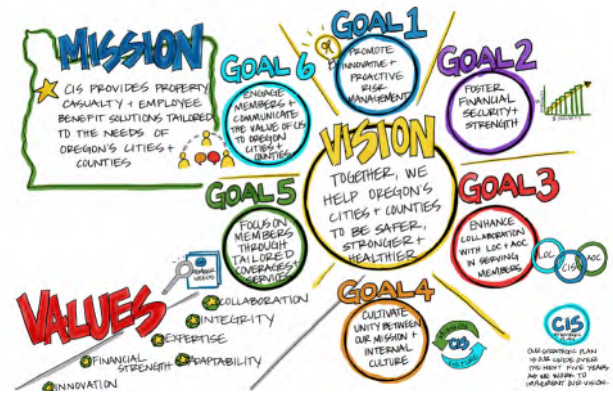 MISSION
CIS PROVIDES PROPERTY
CASUALTY + EMPLOYEE
BENEFIT SOLUTIONS TAILORED
TO THE NEEDS OF
OREGON'S CITIES +
COUNTIES
GOAL 1
PROMOTE
INNOVATIVE +
PROACTIVE
RISK
MANAGEMENT
GOAL 2
FOSTER
FINANCIAL
SECURITY +
STRENGTH
GOAL 6
ENGAGE
MEMBERS +
COMMUNICATE
THE VALUE OF CIS
TO OREGON
CITIES +
COUNTIES
VISION
TOGETHER, WE
HELP OREGON'S
CITIES + COUNTIES
TO BE SAFER,
STRONGER +
HEALTHIER
GOAL 5
FOCUS ON
MEMBERS
THROUGH
TAILORED
COVERAGES +
SERVICES
MEMBER
NEEDS
GOAL 3
ENHANCE
COLLABORATION
WITH LOC + AOC
IN SERVING
MEMBERS
LOC
CIS
AOC
VALUES
COLLABORATION
INTEGRITY
EXPERTISE
ADAPTABILITY
FINANCIAL
STRENGTH
INNOVATION
GOAL 4
CULTIVATE
UNITY BETWEEN
OUR MISSION +
INTERNAL
CULTURE
MISSION
CIS
CULTURE
CIS
STRATEGIC
PLAN
OUR STRATEGIC PLAN
IS OUR GUIDE OVER
THE NEXT FIVE YEARS
AS WE WORK TO
IMPLEMENT OUR VISION.